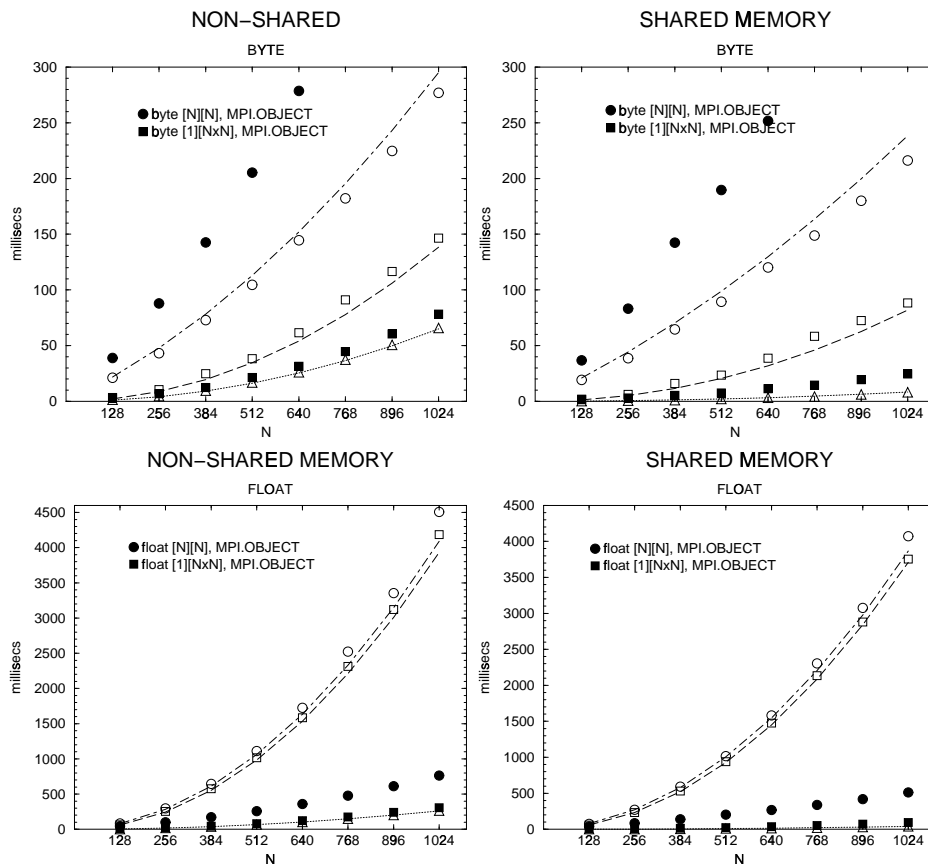 NON−SHARED
BYTE
300
250
200
150
100
50
0
millisecs
byte [N][N], MPI.OBJECT
byte [1][NxN], MPI.OBJECT
128 256 384 512 640 768 896 1024
N
SHARED MEMORY
BYTE
300
250
200
150
100
50
0
millisecs
byte [N][N], MPI.OBJECT
byte [1][NxN], MPI.OBJECT
128 256 384 512 640 768 896 1024
N
NON−SHARED MEMORY
FLOAT
4500
4000
3500
3000
2500
2000
1500
1000
500
0
millisecs
float [N][N], MPI.OBJECT
float [1][NxN], MPI.OBJECT
128 256 384 512 640 768 896 1024
N
SHARED MEMORY
FLOAT
4500
4000
3500
3000
2500
2000
1500
1000
500
0
millisecs
float [N][N], MPI.OBJECT
float [1][NxN], MPI.OBJECT
128 256 384 512 640 768 896 1024
N